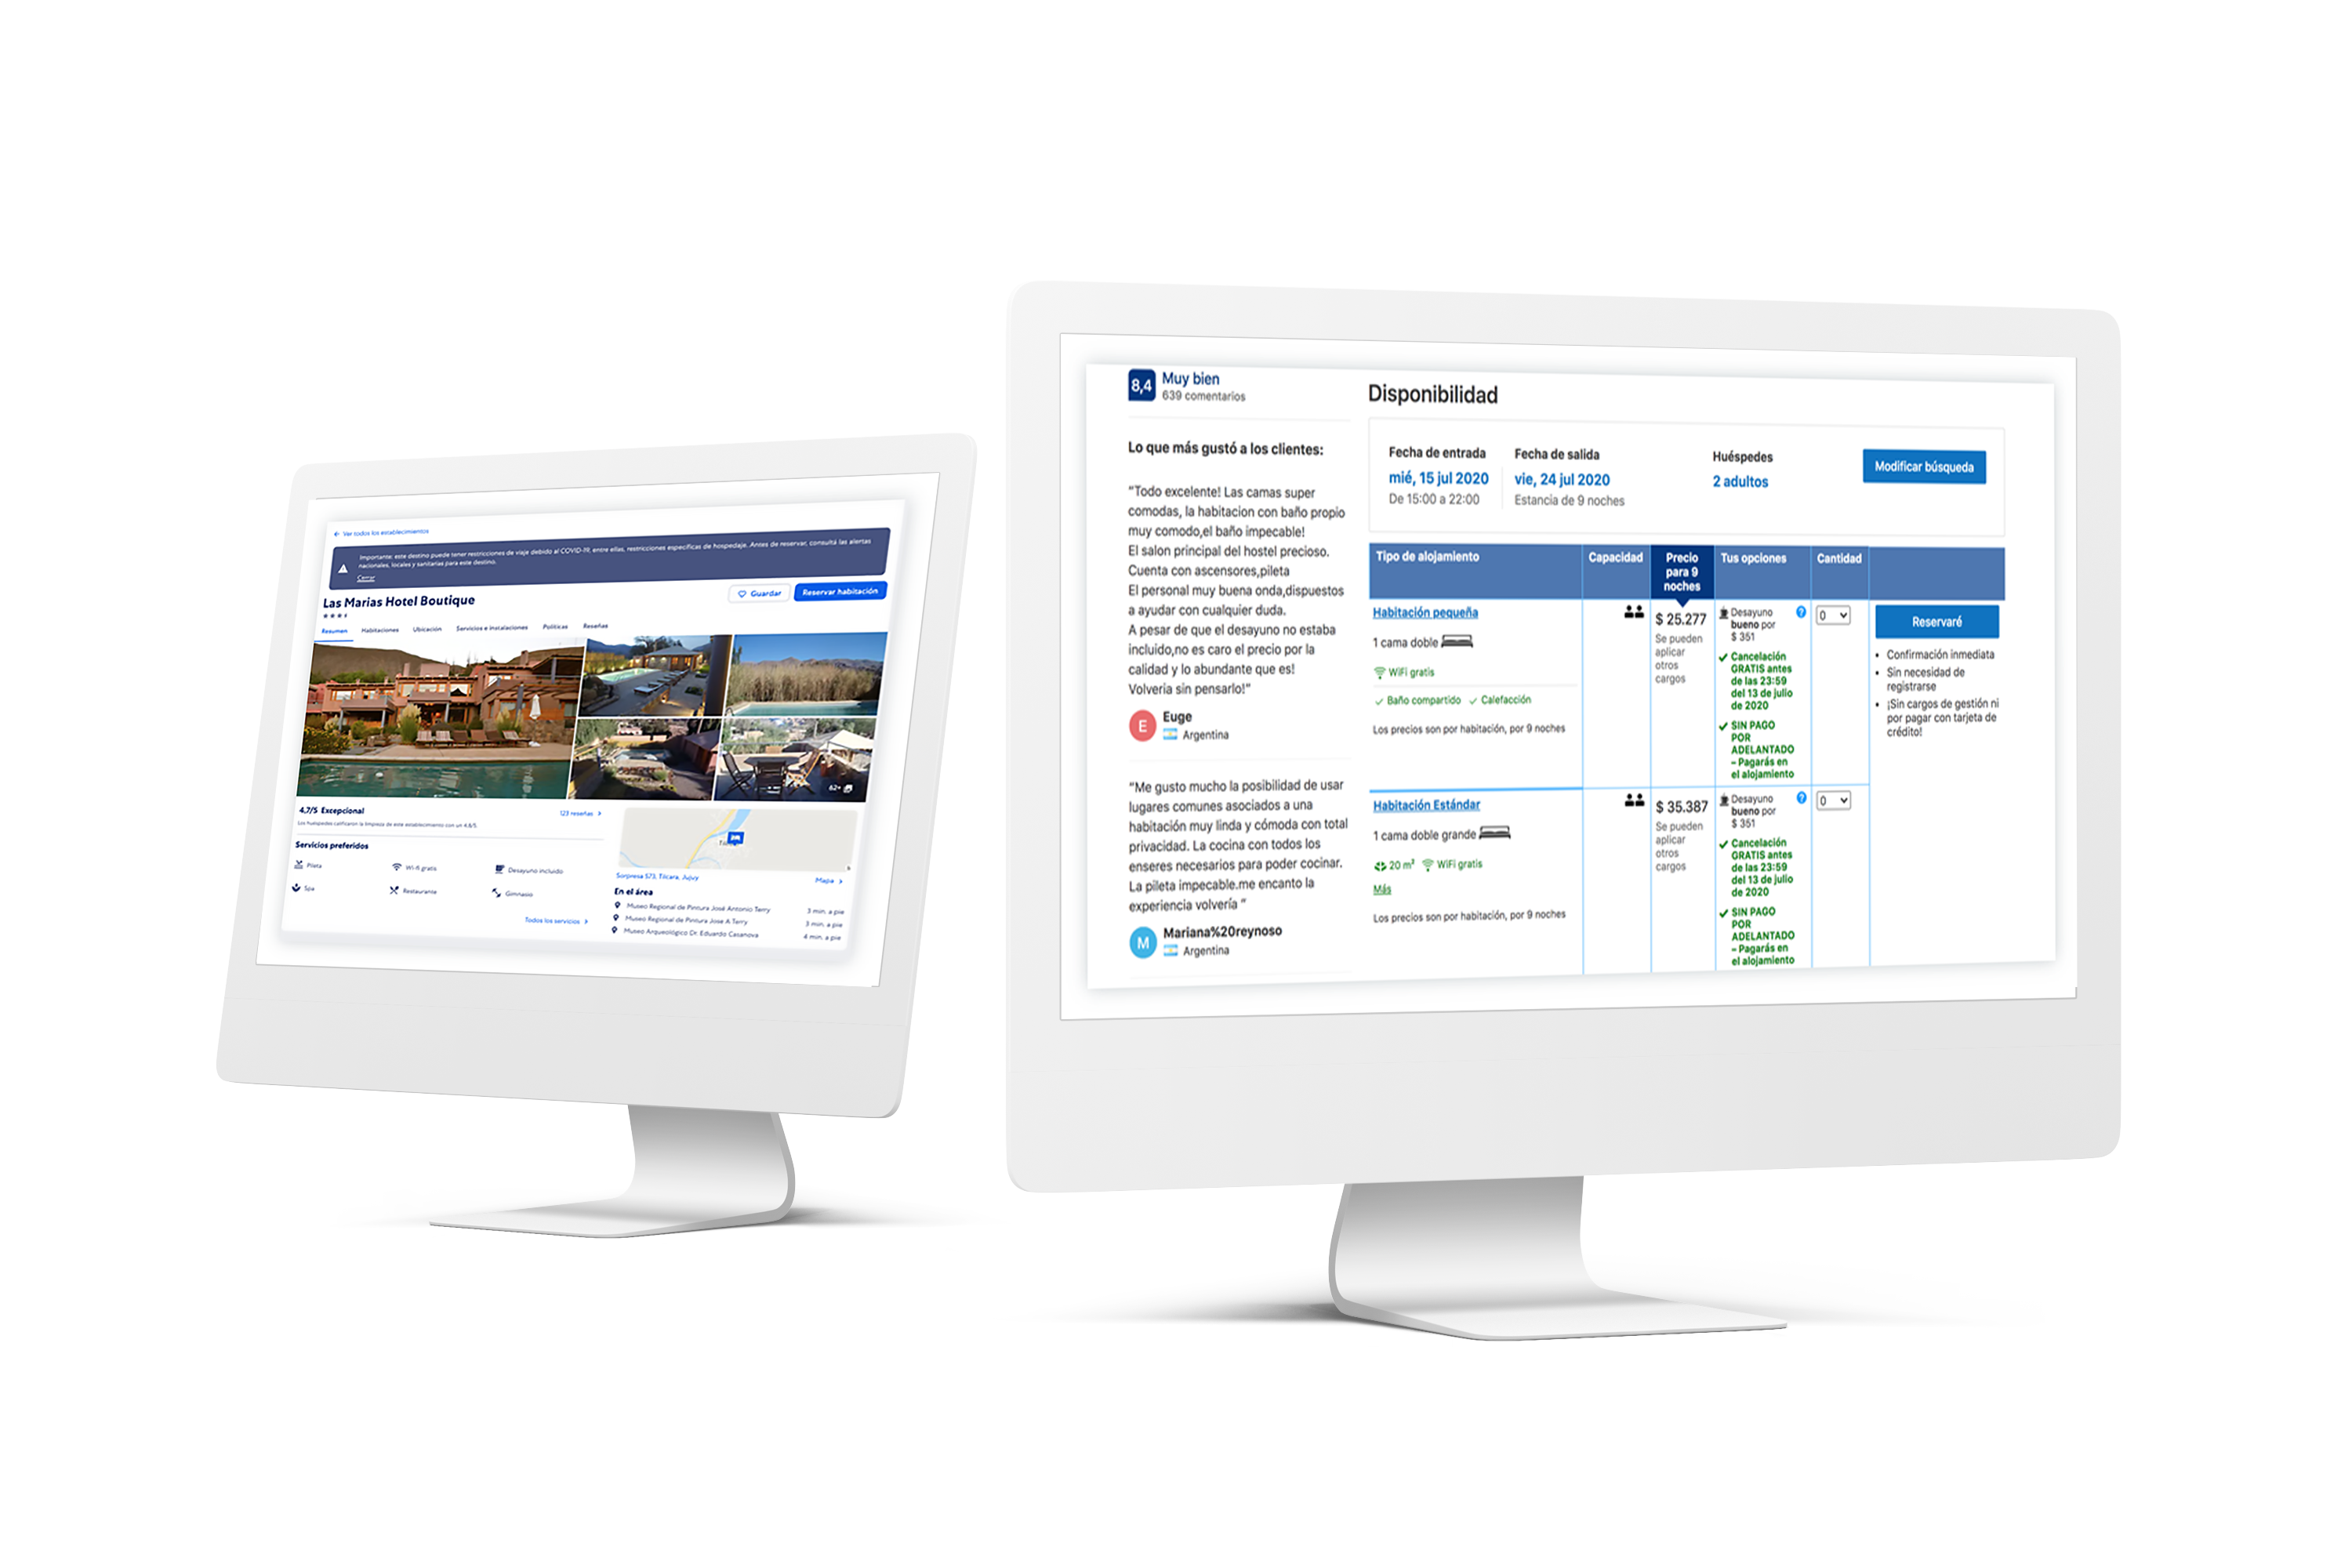 ← Ver todos los establecimientos
Importante: este destino puede tener restricciones de viaje debido al COVID-19, entre ellas, restricciones específicas de hospedaje. Antes de reservar, consultá las alertas
nacionales, locales y sanitarias para este destino.
Cerrar
Las Marias Hotel Boutique
Guardar
Reservar habitación
Resumen Habitaciones Ubicación Servicios e instalaciones Políticas Reseñas
62+
4,7/5 Excepcional
123 reseñas >
Los huéspedes calificaron la limpieza de este establecimiento con un 4,8/5.
Servicios preferidos
Pileta
Wi-fi gratis
Desayuno incluido
Spa
Restaurante
Gimnasio
Todos los servicios >
Sorpresa 573, Tilcara, Jujuy
Mapa >
En el área
Museo Regional de Pintura José Antonio Terry 3 min. a pie
Museo Regional de Pintura Jose A Terry 3 min. a pie
Museo Arqueológico Dr. Eduardo Casanova 4 min. a pie
8,4 Muy bien
639 comentarios
Lo que más gustó a los clientes:
“Todo excelente! Las camas super
comodas, la habitacion con baño propio
muy comodo,el baño impecable!
El salon principal del hostel precioso.
Cuenta con ascensores,pileta
El personal muy buena onda,dispuestos
a ayudar con cualquier duda.
A pesar de que el desayuno no estaba
incluido,no es caro el precio por la
calidad y lo abundante que es!
Volveria sin pensarlo!”
E Euge
Argentina
“Me gusto mucho la posibilidad de usar
lugares comunes asociados a una
habitación muy linda y cómoda con total
privacidad. La cocina con todos los
enseres necesarios para poder cocinar.
La pileta impecable.me encanto la
experiencia volvería ”
M Mariana%20reynoso
Argentina
Disponibilidad
Fecha de entrada
mié, 15 jul 2020
De 15:00 a 22:00
Fecha de salida
vie, 24 jul 2020
Estancia de 9 noches
Huéspedes
2 adultos
Modificar búsqueda
Tipo de alojamiento
Capacidad
Precio
para 9
noches
Tus opciones
Cantidad
Habitación pequeña
1 cama doble
WiFi gratis
Baño compartido Calefacción
Los precios son por habitación, por 9 noches
$ 25.277
Se pueden
aplicar
otros
cargos
Desayuno
bueno por
$ 351
?
Cancelación
GRATIS antes
de las 23:59
del 13 de julio
de 2020
SIN PAGO
POR
ADELANTADO
– Pagarás en
el alojamiento
0
Reservaré
• Confirmación inmediata
• Sin necesidad de
registrarse
• ¡Sin cargos de gestión ni
por pagar con tarjeta de
crédito!
Habitación Estándar
1 cama doble grande
20 m² WiFi gratis
Más
Los precios son por habitación, por 9 noches
$ 35.387
Se pueden
aplicar
otros
cargos
Desayuno
bueno por
$ 351
?
Cancelación
GRATIS antes
de las 23:59
del 13 de julio
de 2020
SIN PAGO
POR
ADELANTADO
– Pagarás en
el alojamiento
0